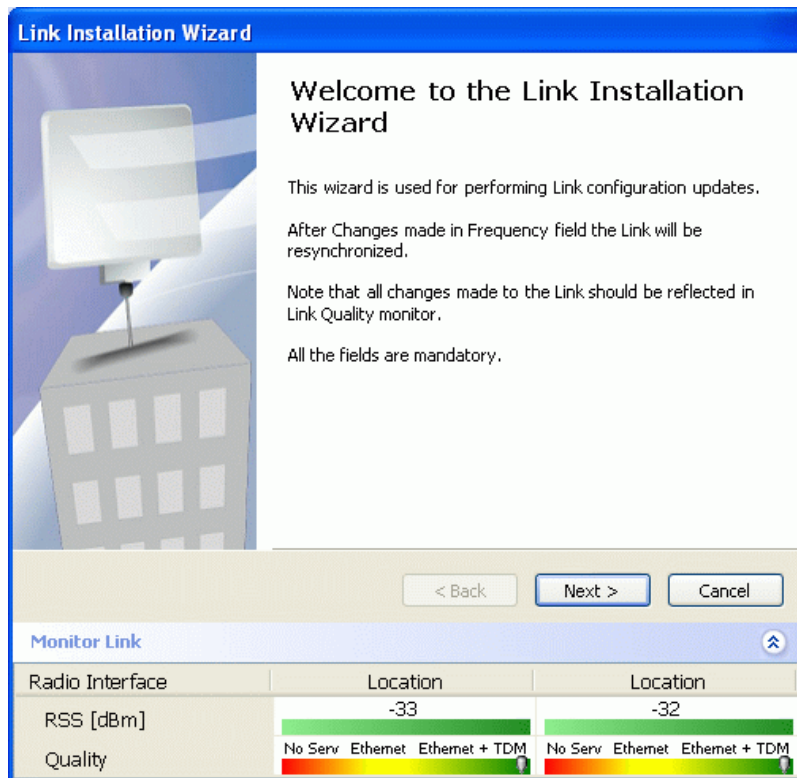 Link Installation Wizard
Welcome to the Link Installation
Wizard
This wizard is used for performing Link configuration updates.
After Changes made in Frequency field the Link will be
resynchronized.
Note that all changes made to the Link should be reflected in
Link Quality monitor.
All the fields are mandatory.
< Back Next > Cancel
Monitor Link
Radio Interface Location Location
RSS [dBm] -33 -32
Quality No Serv Ethernet Ethernet + TDM No Serv Ethernet Ethernet + TDM